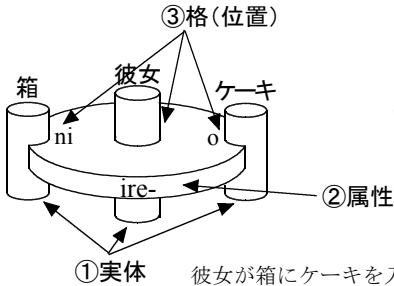 ③格(位置)
箱
彼女
ケーキ
ni
o
ire-
②属性
①実体
彼女が箱にケーキを